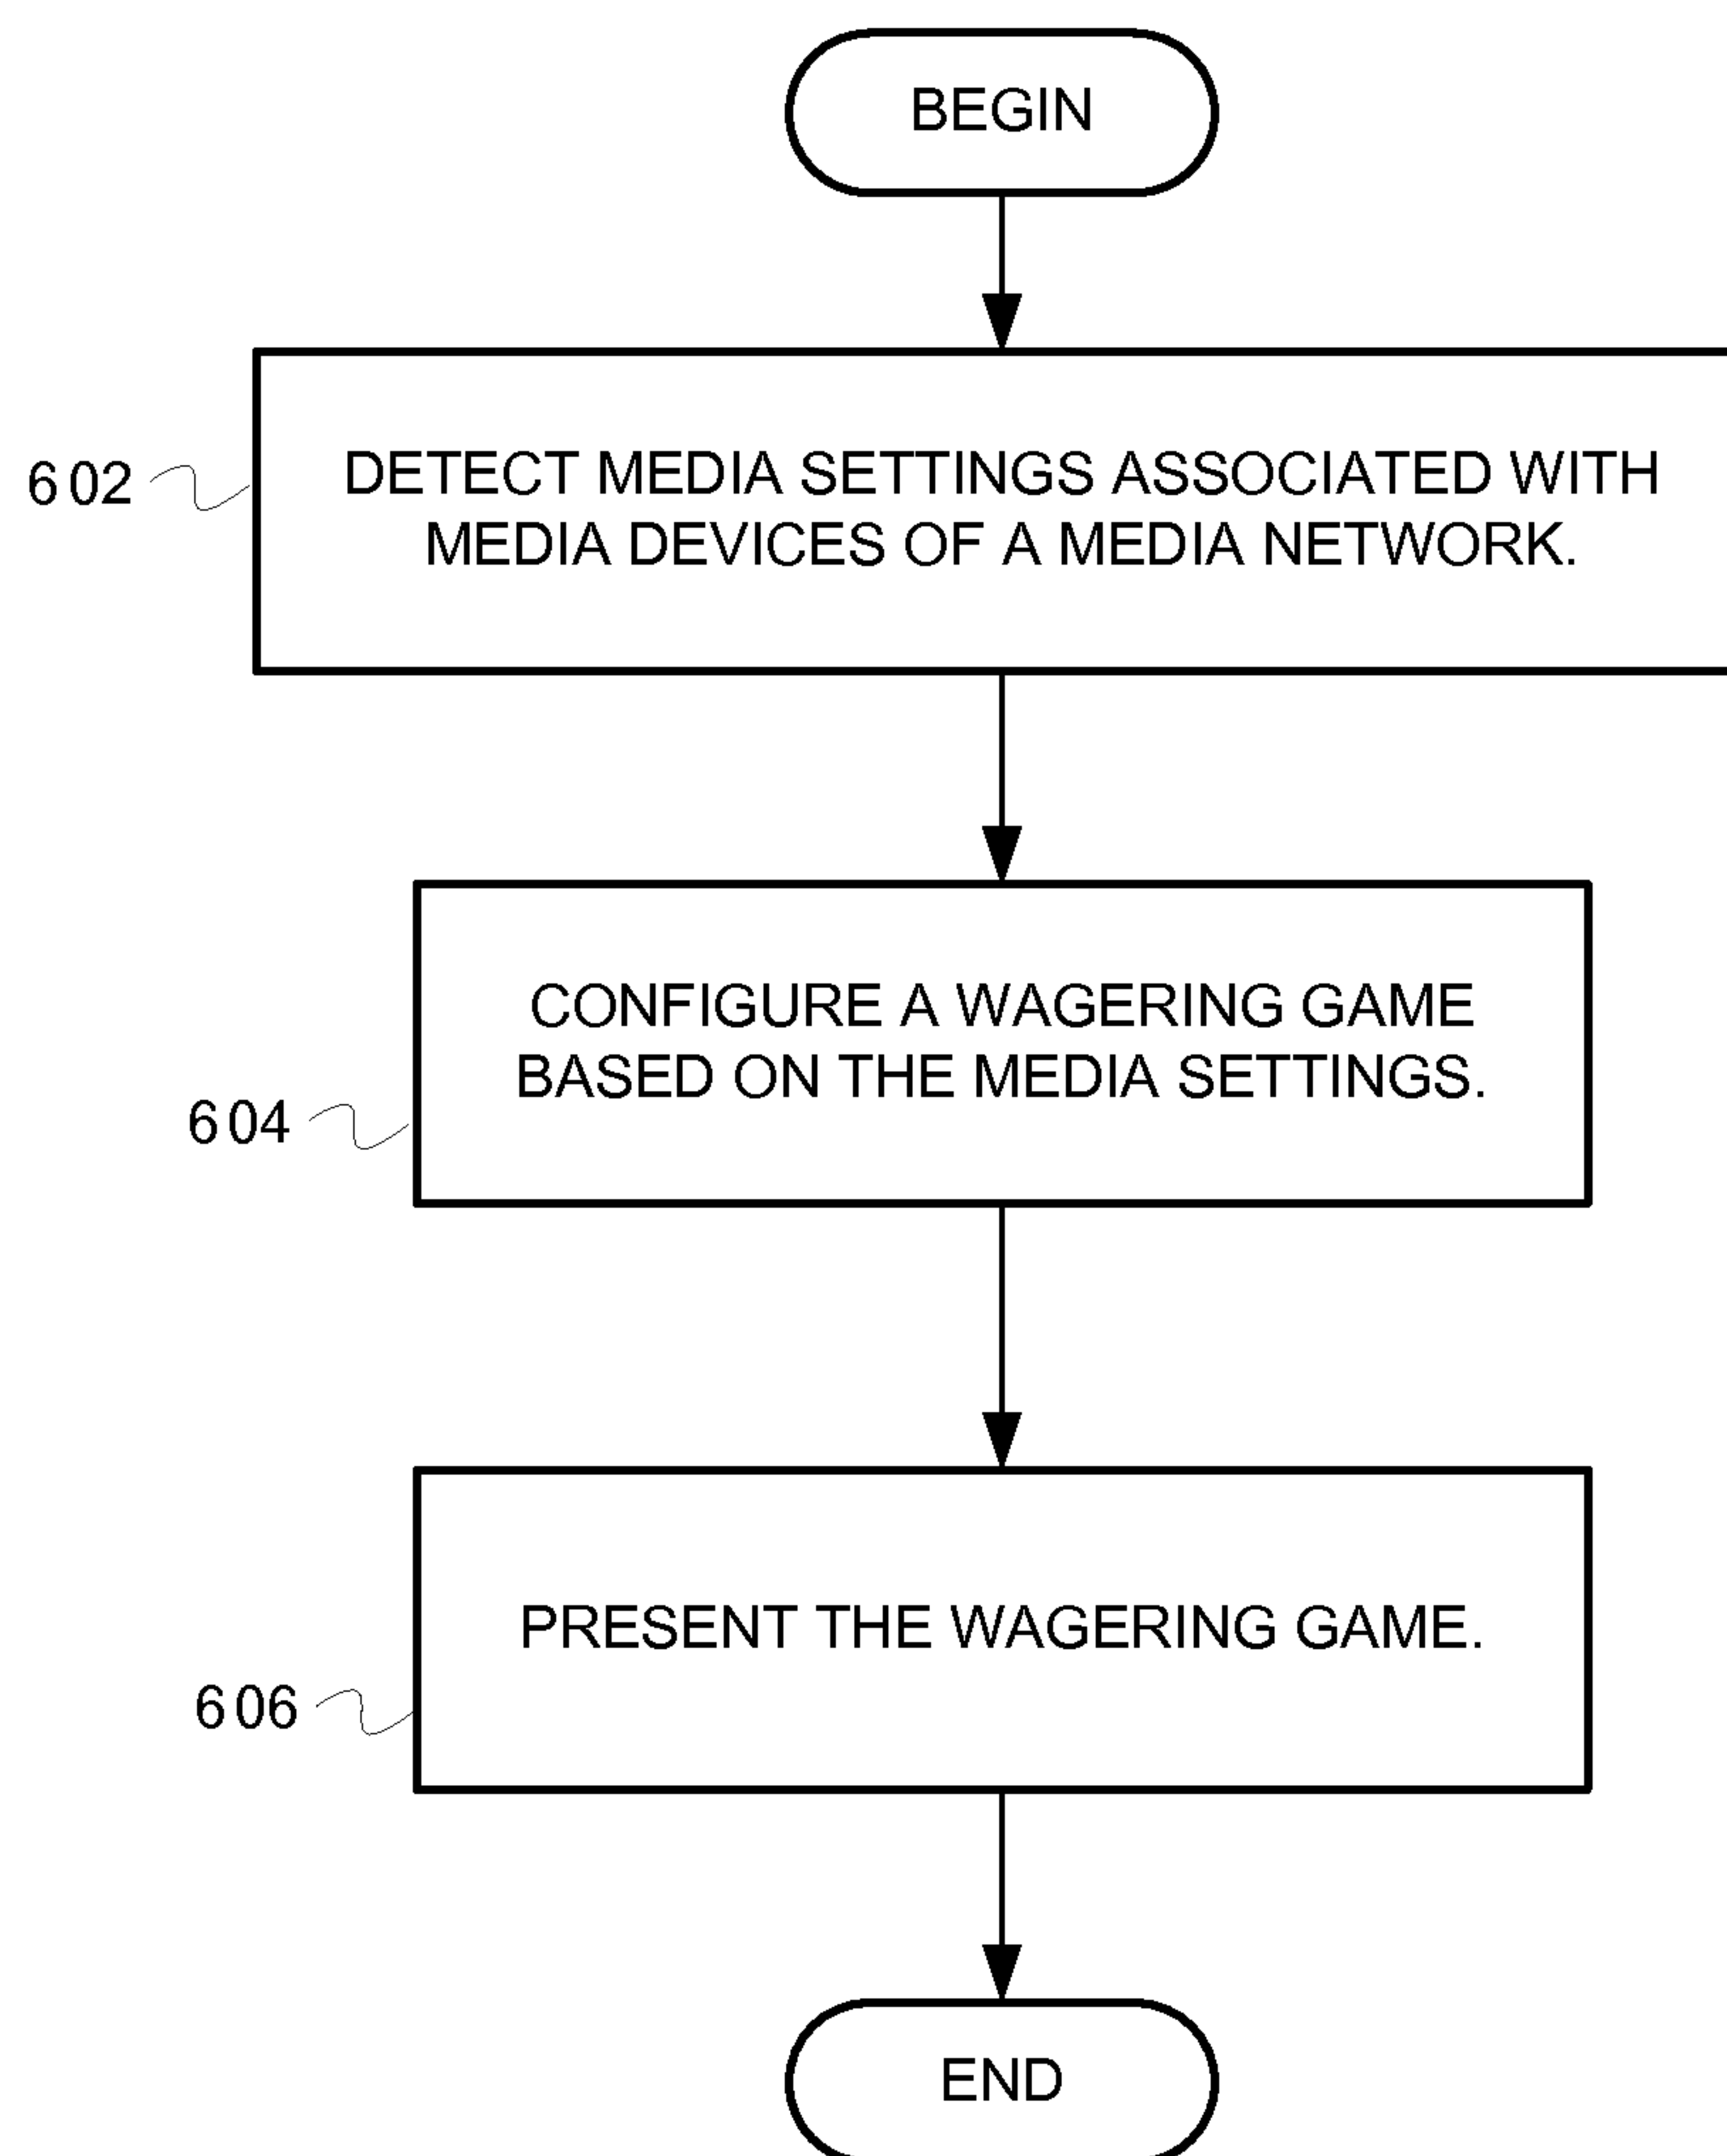 BEGIN
602
DETECT MEDIA SETTINGS ASSOCIATED WITH
MEDIA DEVICES OF A MEDIA NETWORK.
CONFIGURE A WAGERING GAME
BASED ON THE MEDIA SETTINGS.
604
PRESENT THE WAGERING GAME.
606
END